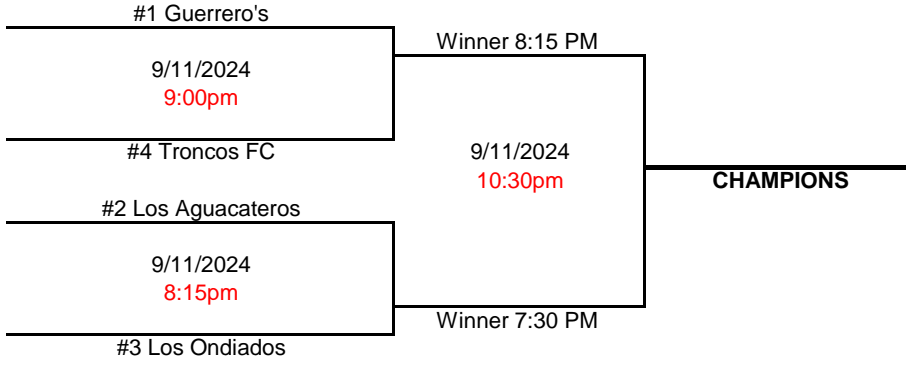 #1 Guerrero's
Winner 8:15 PM
9/11/2024
9:00pm
#4 Troncos FC
9/11/2024
10:30pm
CHAMPIONS
#2 Los Aguacateros
9/11/2024
8:15pm
Winner 7:30 PM
#3 Los Ondiados